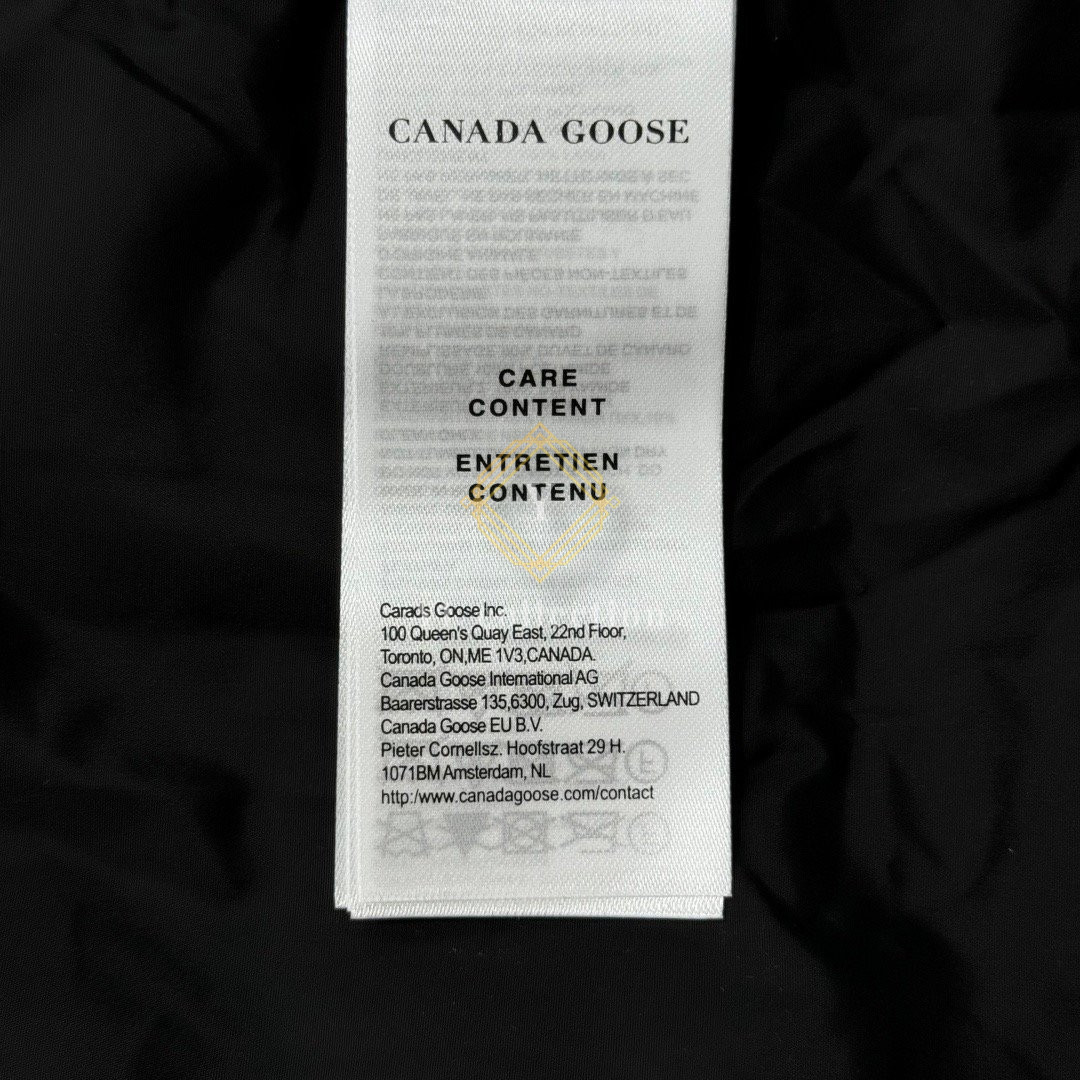 CANADA GOOSE
CARE
CONTENT
ENTRETIEN
CONTENU
Carads Goose Inc.
100 Queen's Quay East, 22nd Floor,
Toronto, ON,ME 1V3,CANADA.
Canada Goose International AG
Baarerstrasse 135,6300, Zug, SWITZERLAND
Canada Goose EU B.V.
Pieter Cornellsz. Hoofstraat 29 H.
1071BM Amsterdam, NL
http:/www.canadagoose.com/contact